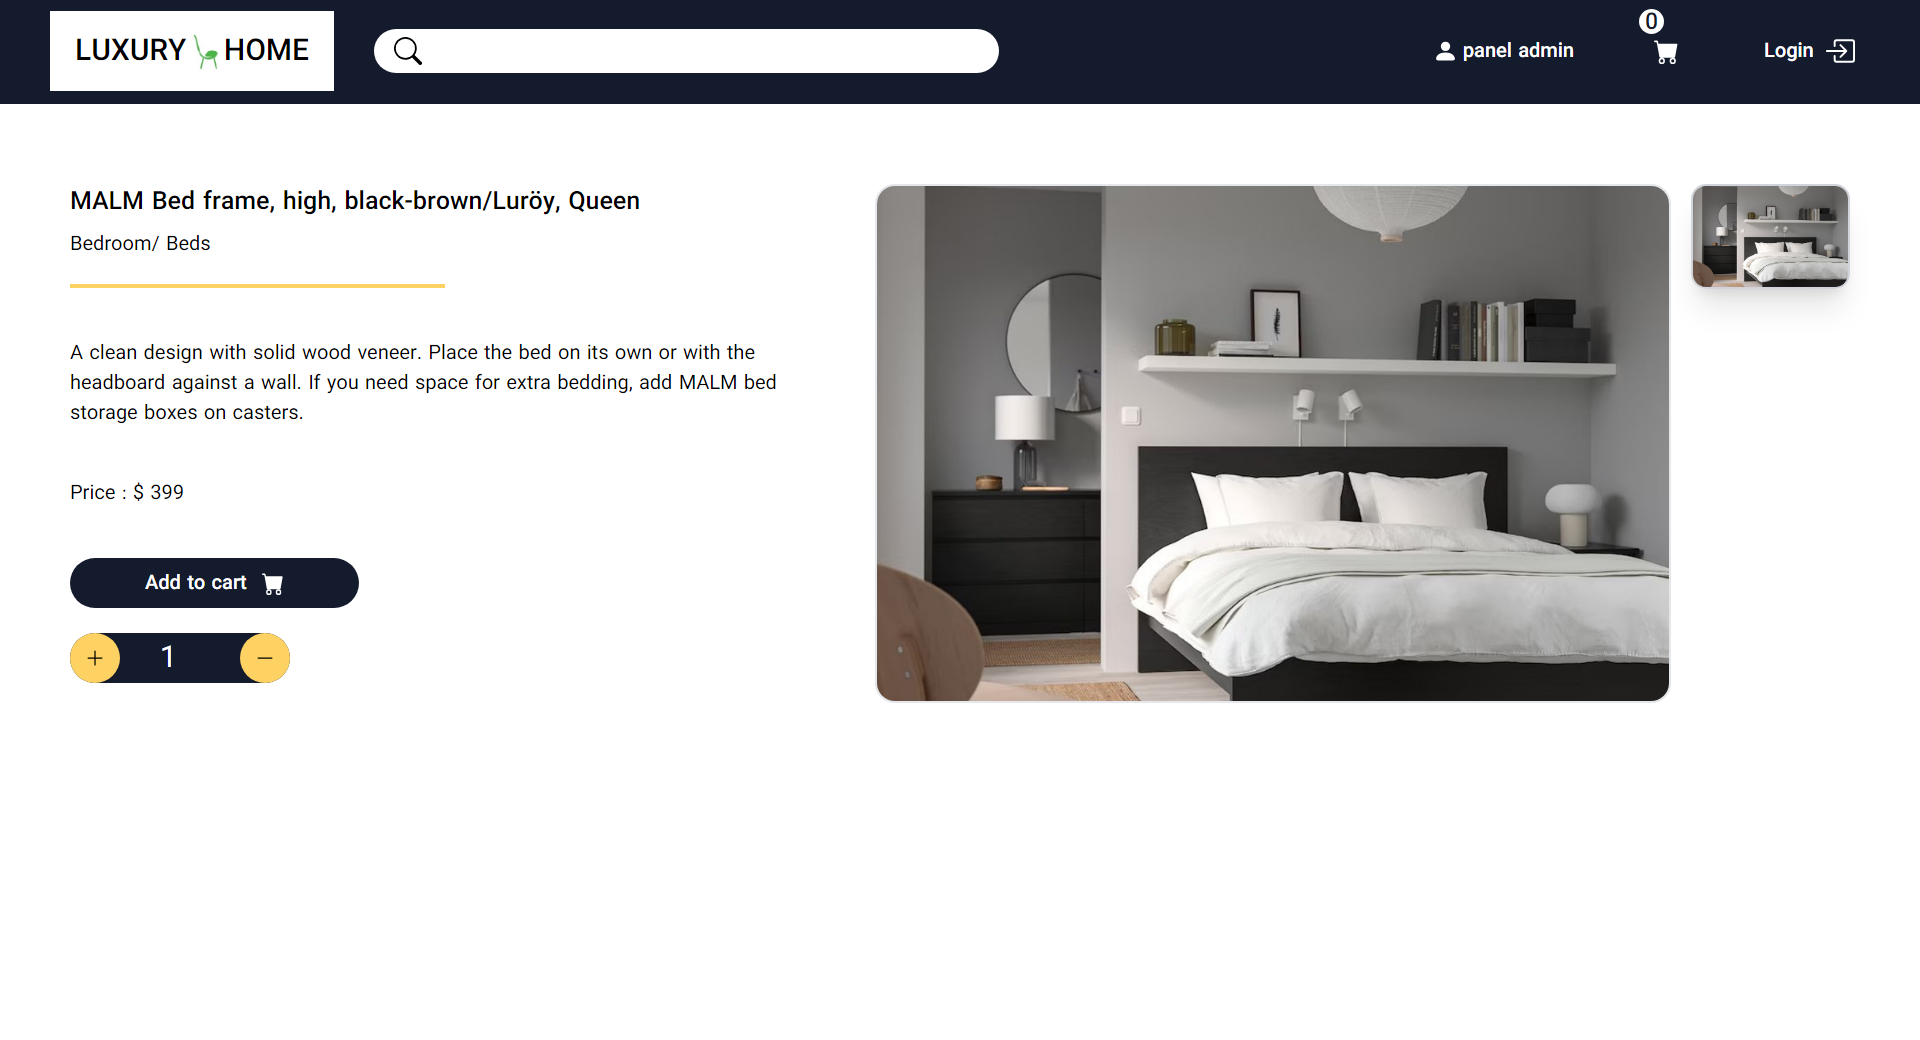 LUXURY HOME
panel admin
0
Login
MALM Bed frame, high, black-brown/Luröy, Queen
Bedroom/ Beds
A clean design with solid wood veneer. Place the bed on its own or with the
headboard against a wall. If you need space for extra bedding, add MALM bed
storage boxes on casters.
Price : $ 399
Add to cart
+ 1 −